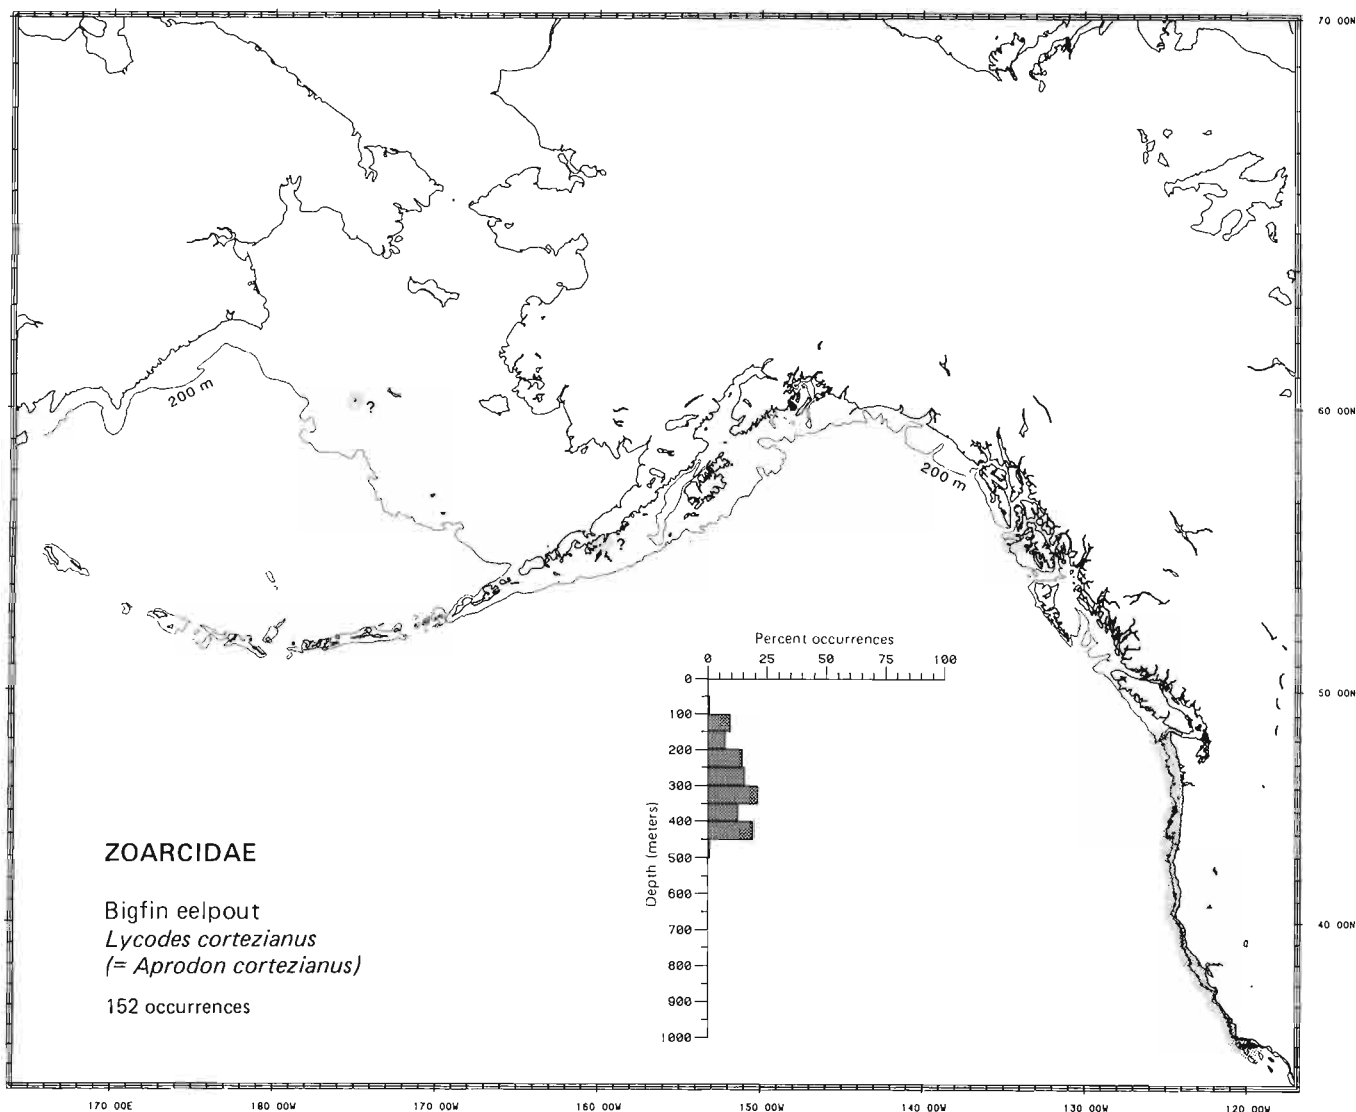 70 00N
200 m
?
60 00N
200 m
?
Percent occurrences
0 25 50 75 100
0
100
200
300
400
500
600
700
800
900
1000
Depth (meters)
50 00N
40 00N
ZOARCIDAE
Bigfin eelpout
Lycodes cortezianus
(= Aprodon cortezianus)
152 occurrences
170 00E 180 00W 170 00W 160 00W 150 00W 140 00W 130 00W 120 00W